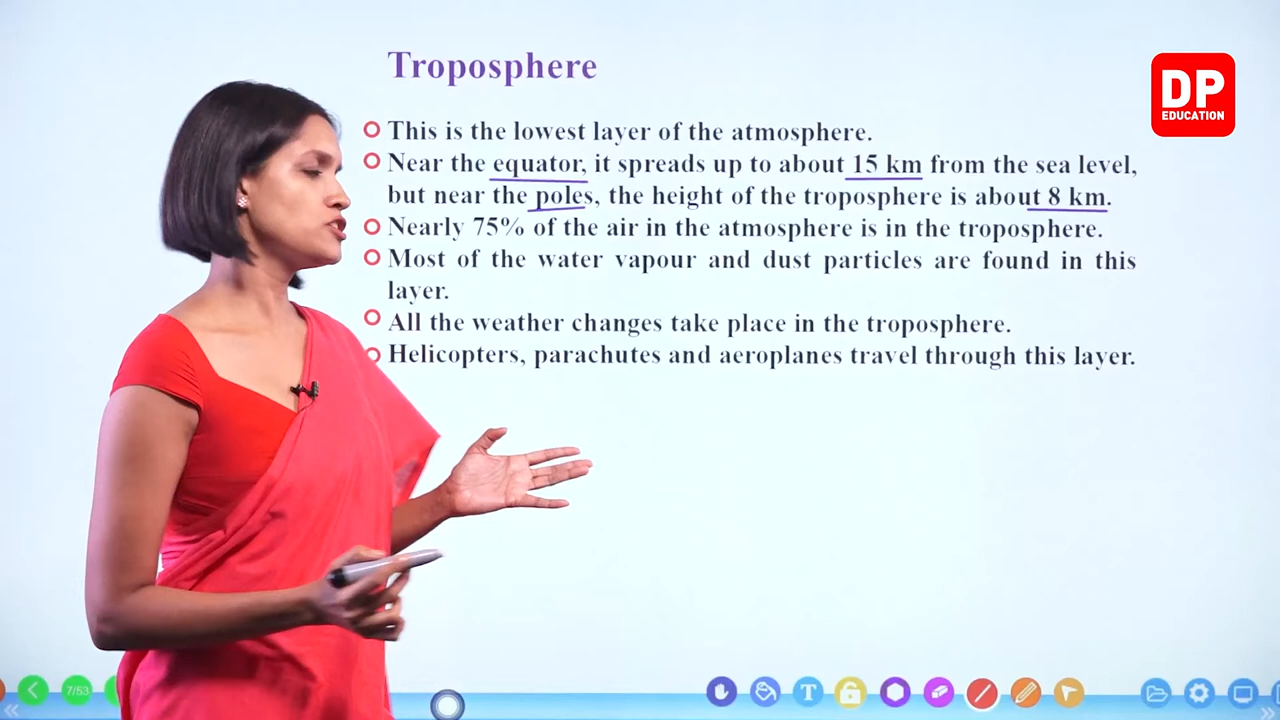 Troposphere
DP
EDUCATION
This is the lowest layer of the atmosphere.
Near the equator, it spreads up to about 15 km from the sea level,
but near the poles, the height of the troposphere is about 8 km.
Nearly 75% of the air in the atmosphere is in the troposphere.
Most of the water vapour and dust particles are found in this
layer.
All the weather changes take place in the troposphere.
Helicopters, parachutes and aeroplanes travel through this layer.
7/53
T